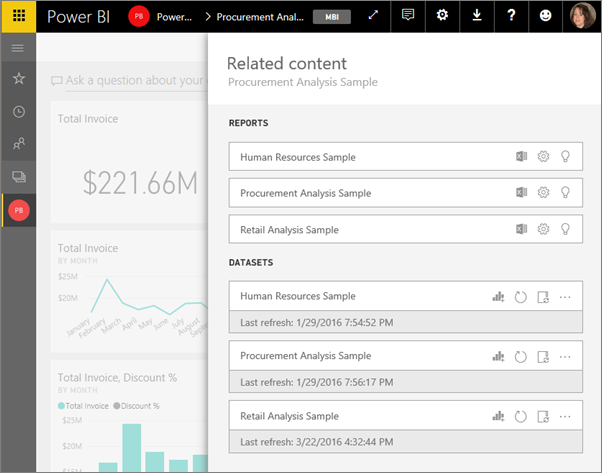 Power BI
PB
Power...
Procurement Anal...
MBI
?
Ask a question about your
Related content
Procurement Analysis Sample
REPORTS
Human Resources Sample
Procurement Analysis Sample
Retail Analysis Sample
DATASETS
Human Resources Sample
Last refresh: 1/29/2016 7:54:52 PM
Procurement Analysis Sample
Last refresh: 1/29/2016 7:56:17 PM
Retail Analysis Sample
Last refresh: 3/22/2016 4:32:44 PM
PB
Total Invoice
$221.66M
Total Invoice
BY MONTH
$25M
$20M
January
February
March
April
May
June
July
August
Septe
Total Invoice, Discount %
BY MONTH
Total Invoice Discount %
$25M
$20M
$15M